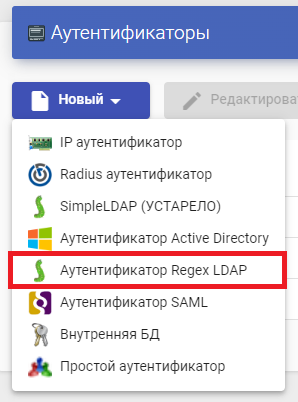 Аутентификаторы
Новый
Редактирова
IP аутентификатор
Radius аутентификатор
SimpleLDAP (УСТАРЕЛО)
Аутентификатор Active Directory
Аутентификатор Regex LDAP
Аутентификатор SAML
Внутренняя БД
Простой аутентификатор